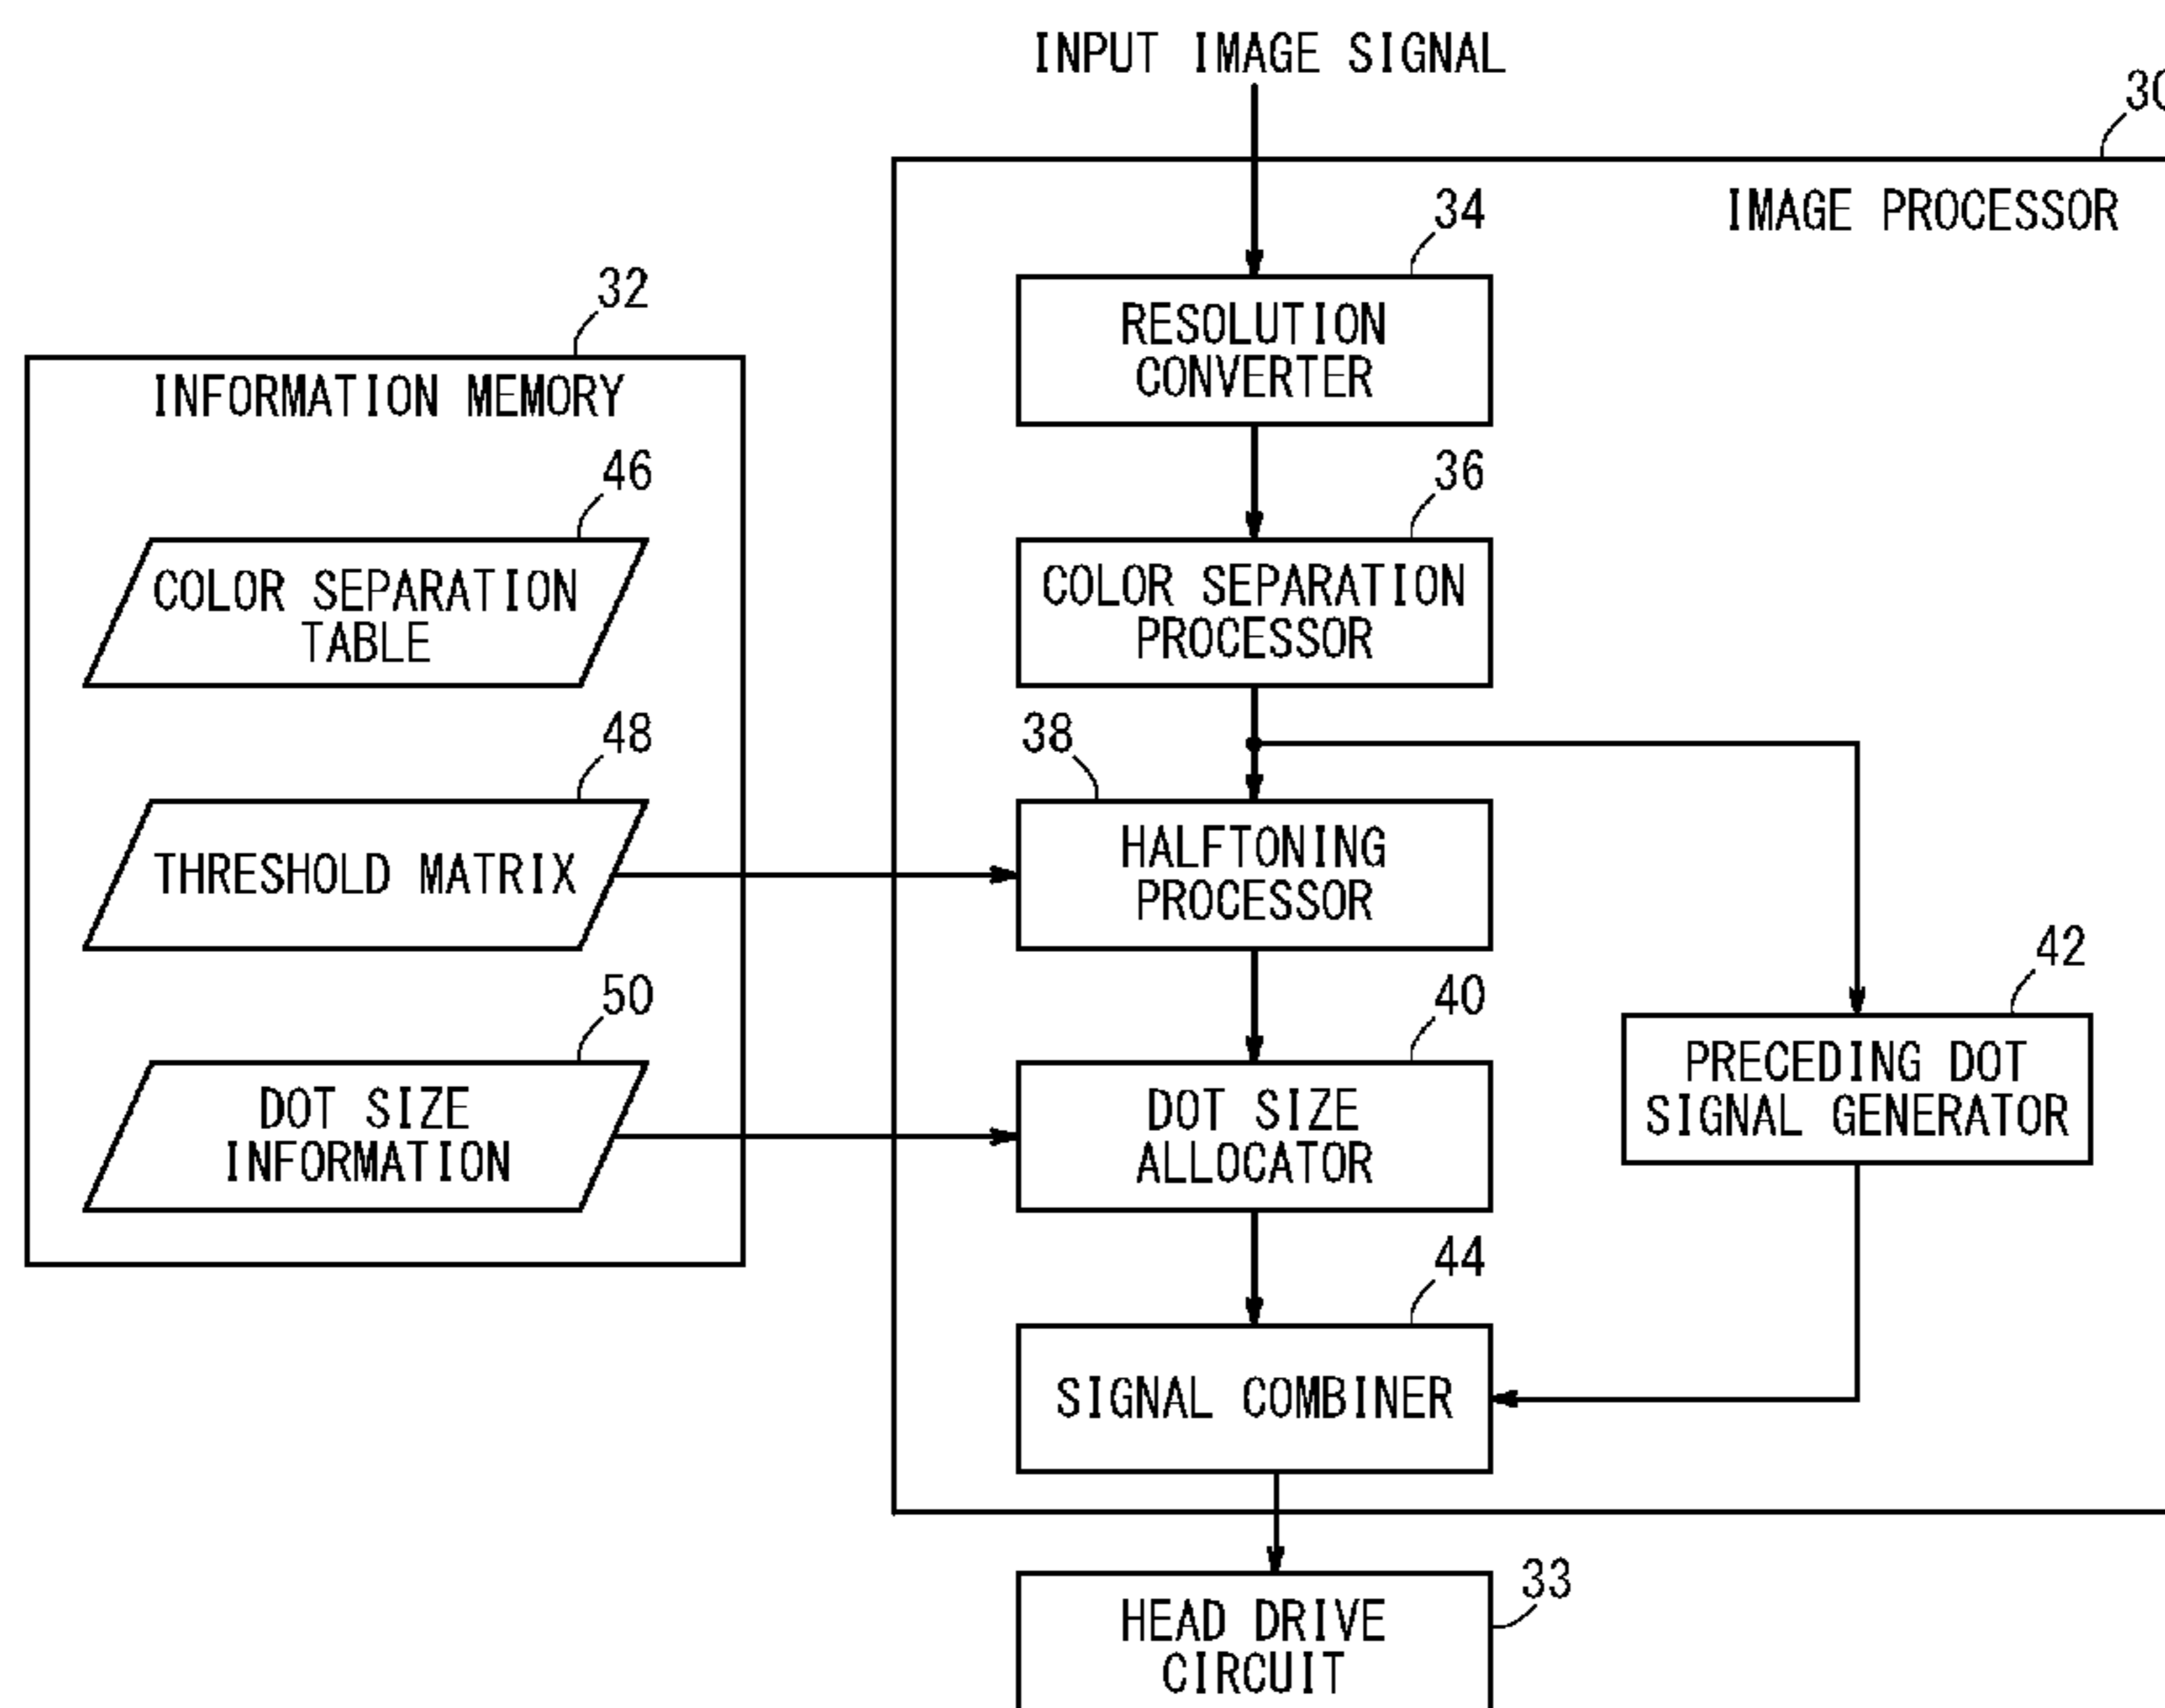 INPUT IMAGE SIGNAL
30
IMAGE PROCESSOR
34
RESOLUTION
CONVERTER
32
INFORMATION MEMORY
46
COLOR SEPARATION
TABLE
36
COLOR SEPARATION
PROCESSOR
48
THRESHOLD MATRIX
38
HALFTONING
PROCESSOR
42
PRECEDING DOT
SIGNAL GENERATOR
50
DOT SIZE
INFORMATION
40
DOT SIZE
ALLOCATOR
44
SIGNAL COMBINER
33
HEAD DRIVE
CIRCUIT